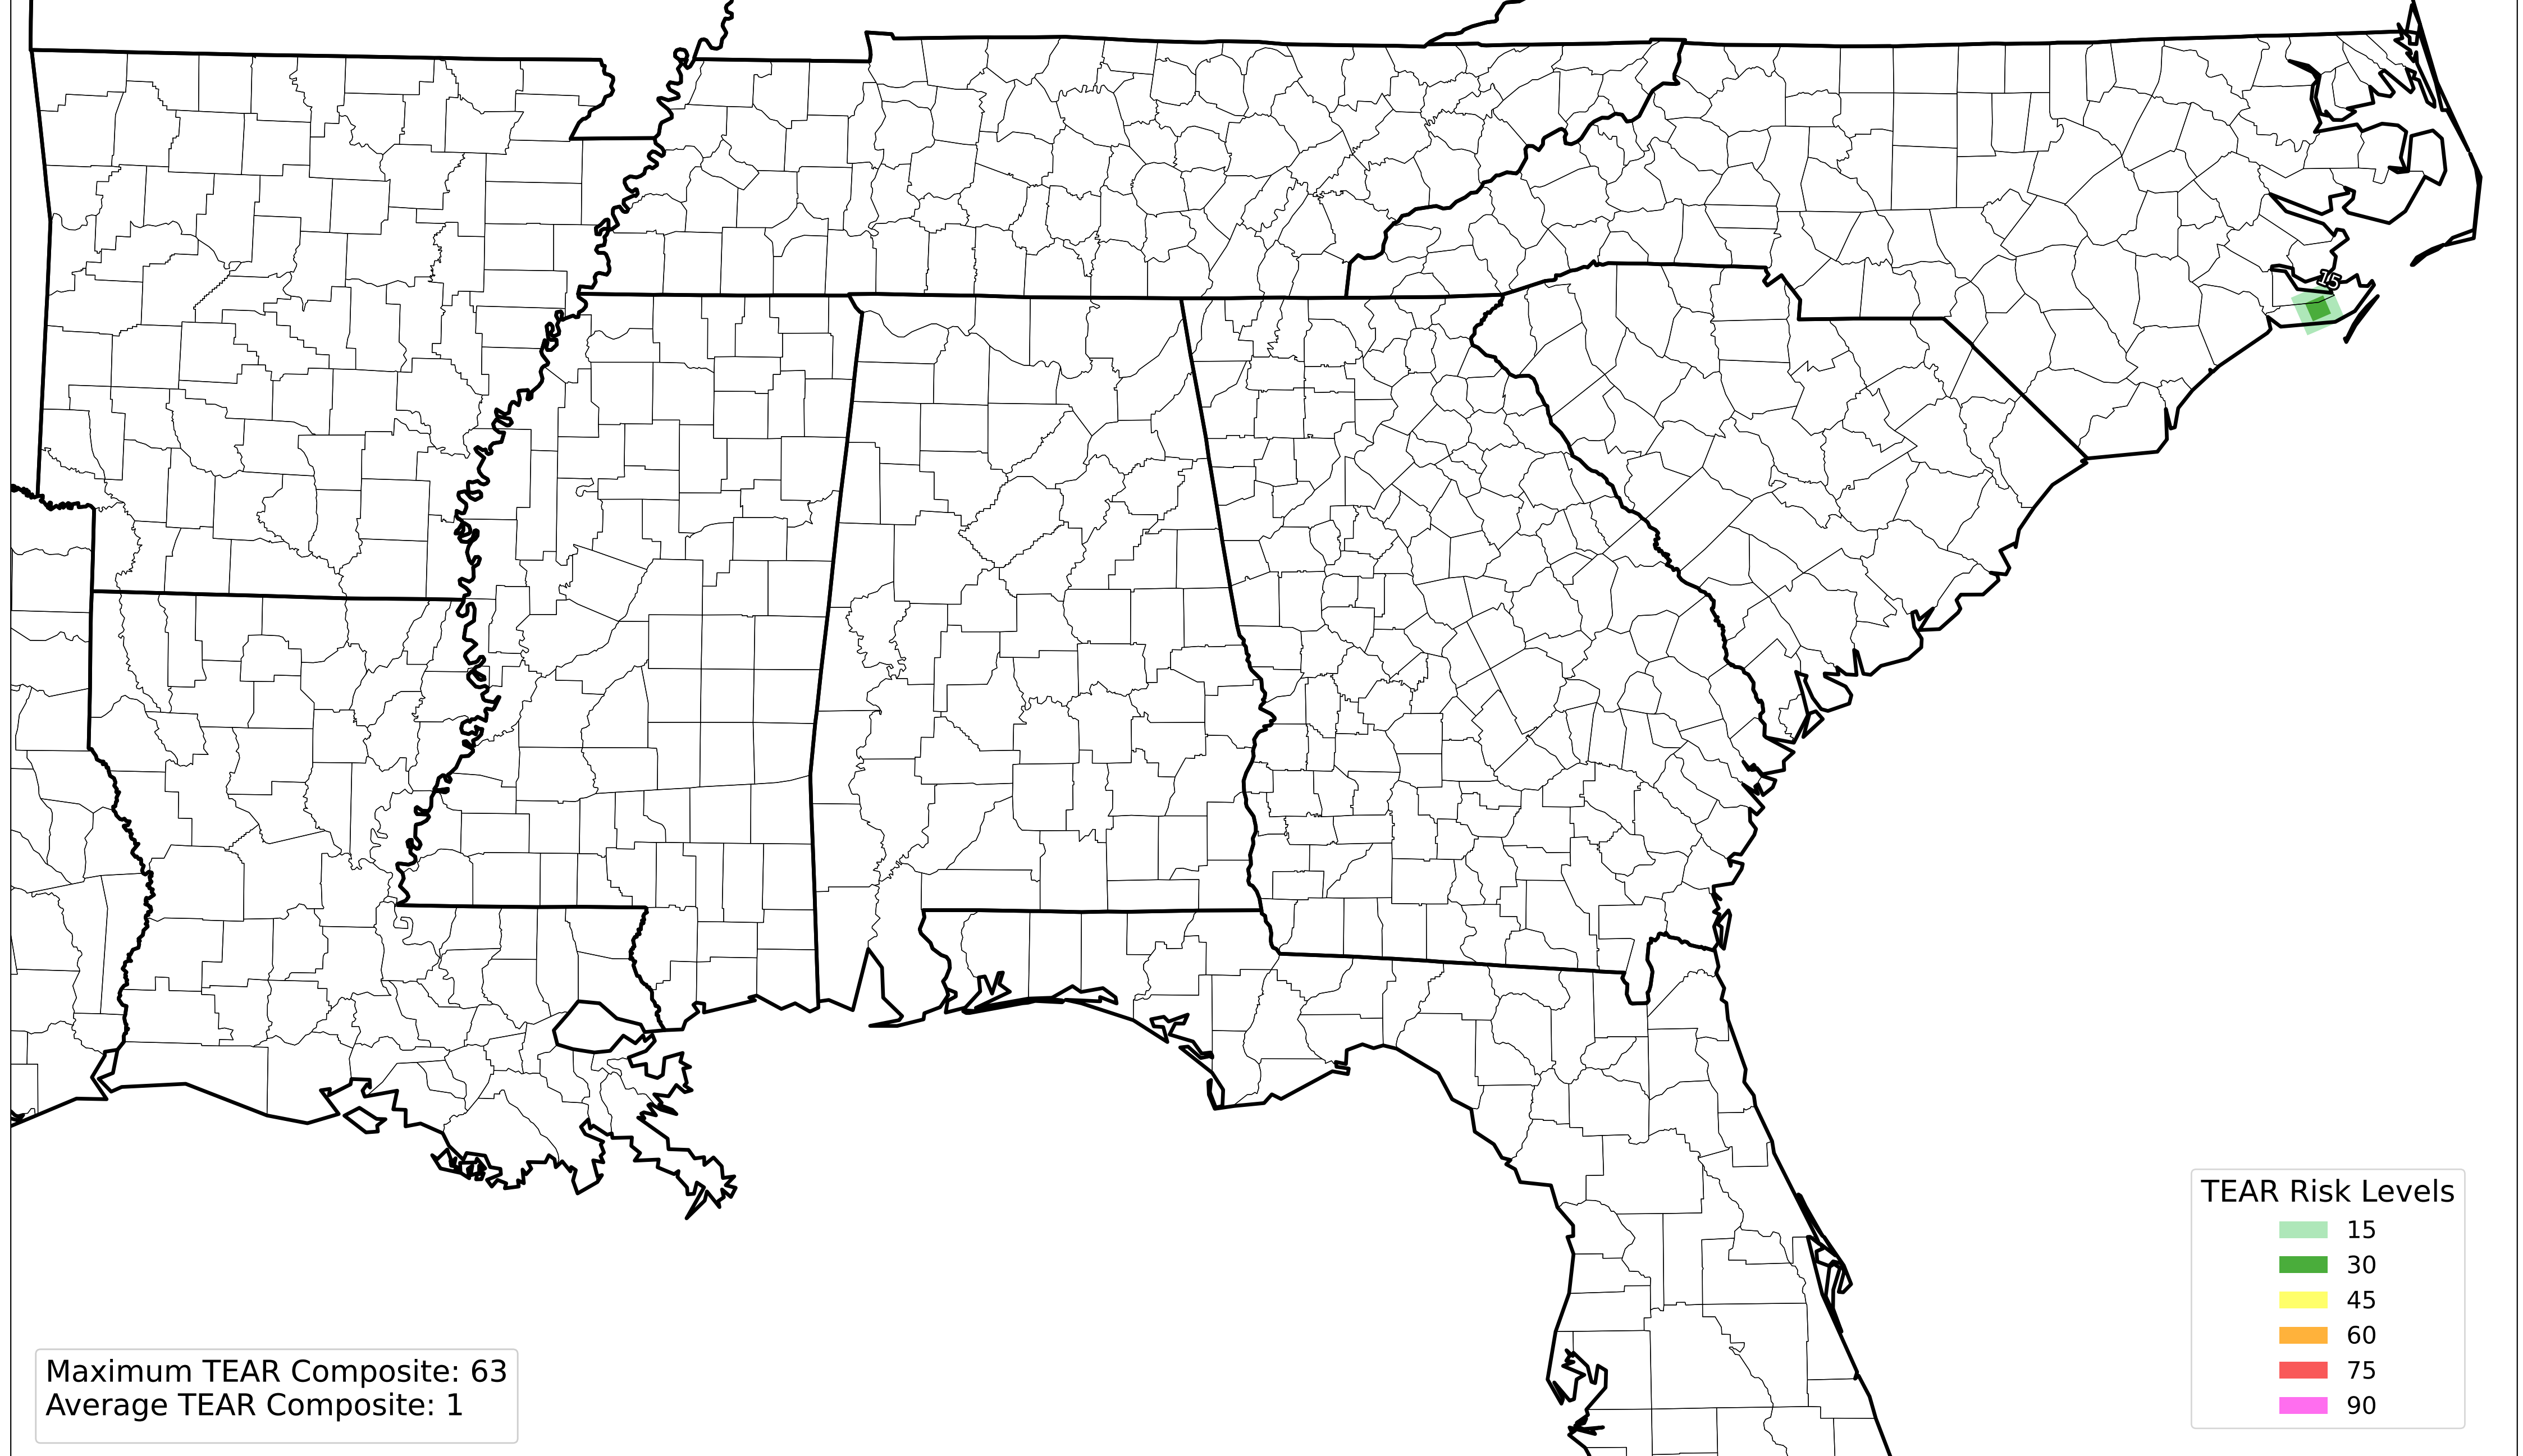 15
TEAR Risk Levels
15
30
45
60
75
90
Maximum TEAR Composite: 63
Average TEAR Composite: 1